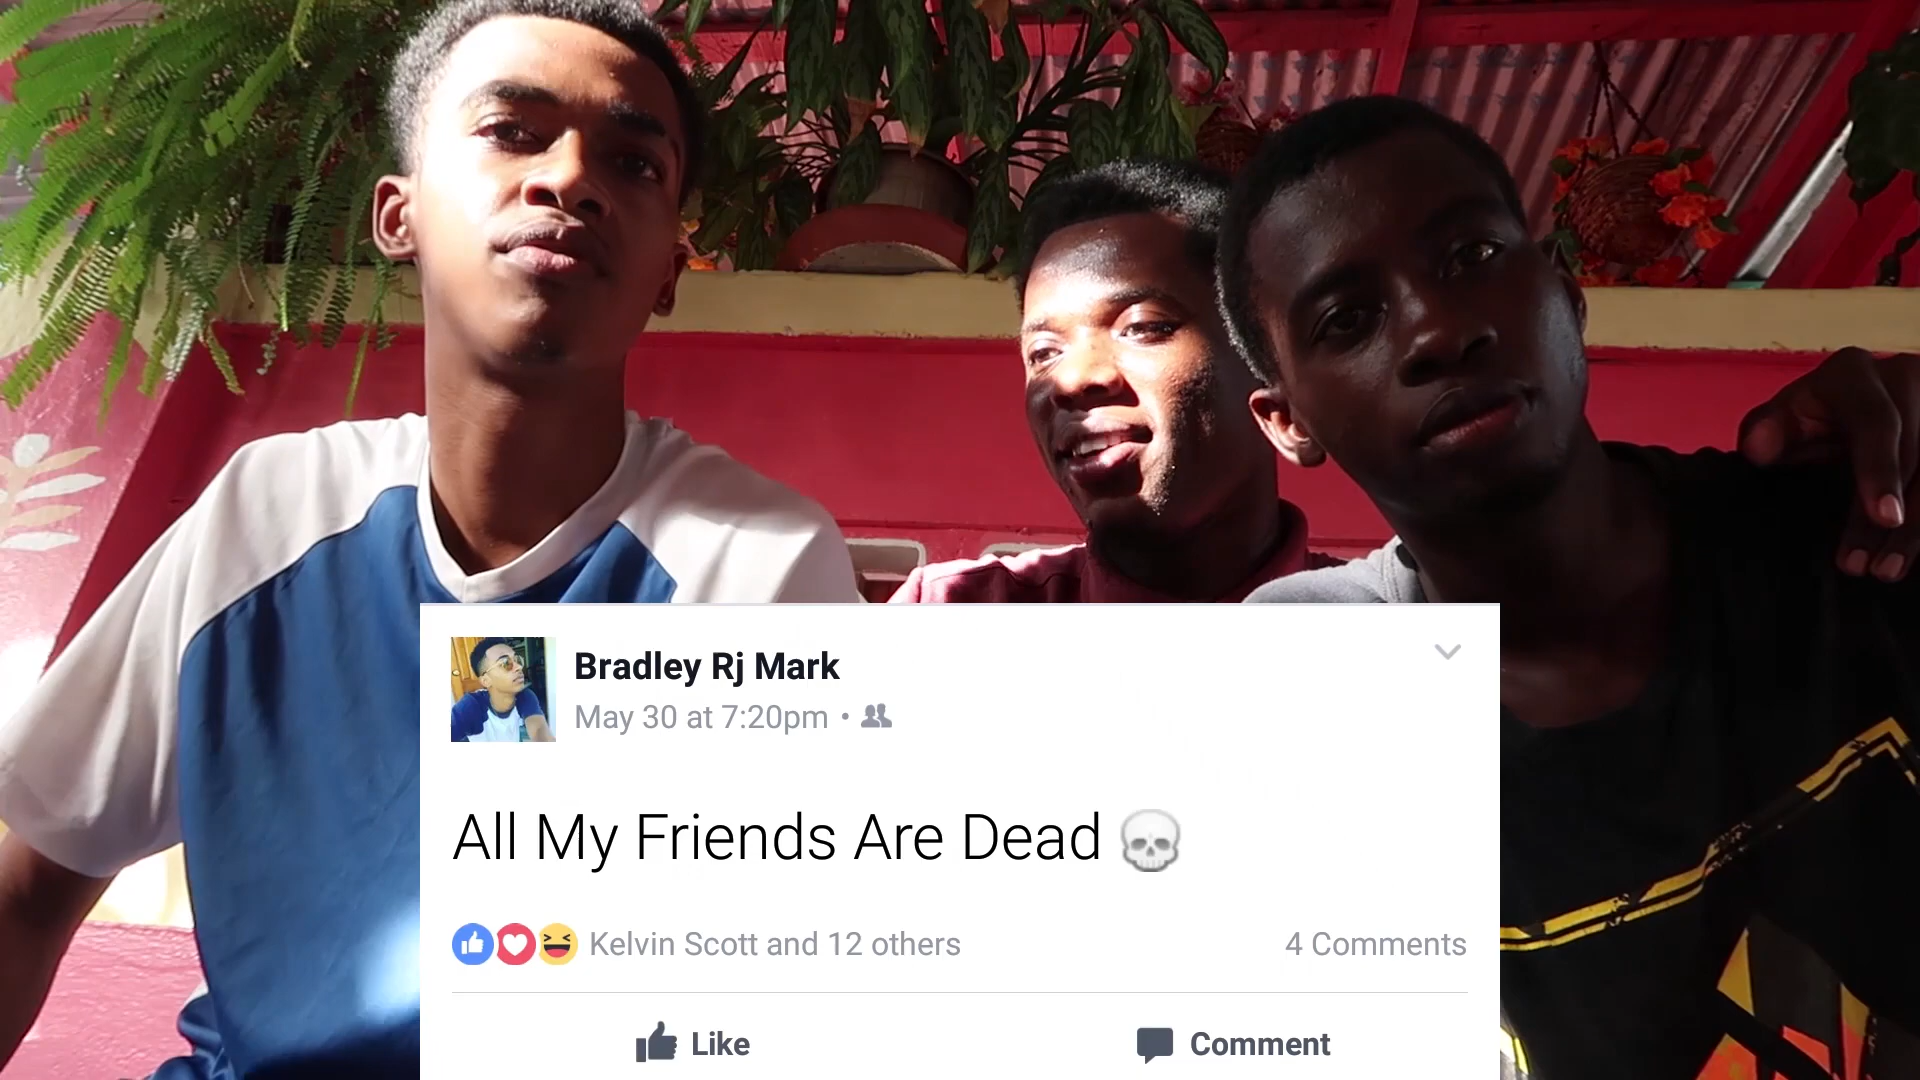 Bradley Rj Mark
May 30 at 7:20pm •
All My Friends Are Dead 💀
Kelvin Scott and 12 others
4 Comments
Like
Comment